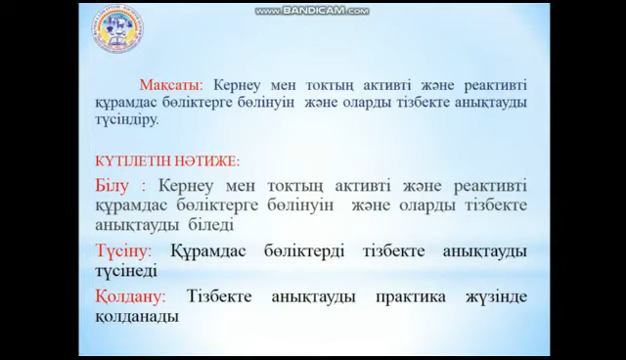 www.BANDICAM.com
Мақсаты: Кернеу мен токтың активті және реактивті
құрамдас бөліктерге бөлінуін және оларды тізбекте анықтауды
түсіндіру.
КҮТІЛЕТІН НӘТИЖЕ:
Білу : Кернеу мен токтың активті және реактивті
құрамдас бөліктерге бөлінуін және оларды тізбекте
анықтауды біледі
Түсіну: Құрамдас бөліктерді тізбекте анықтауды
түсінеді
Қолдану: Тізбекте анықтауды практика жүзінде
қолданады